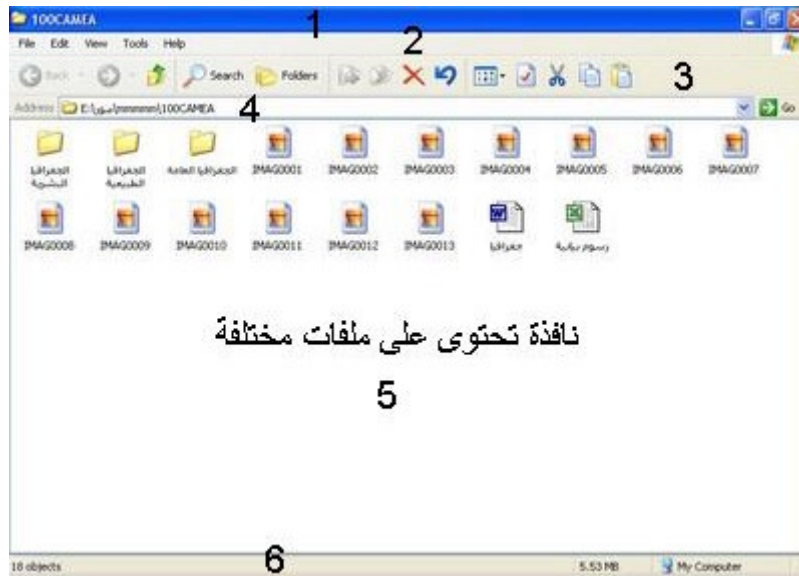 100CAMEA
1
File Edit View Tools Help
2
Back Search Folders
3
Address E:\صور\mmmmm\100CAMEA Go
4
الجغرافيا البشرية
الجغرافيا الطبيعية
الجغرافيا العامة
IMAG0001 IMAG0002 IMAG0003 IMAG0004 IMAG0005 IMAG0006 IMAG0007
IMAG0008 IMAG0009 IMAG0010 IMAG0011 IMAG0012 IMAG0013 جغرافيا رسوم بيانية
نافذة تحتوى على ملفات مختلفة
5
6
18 objects 5.53 MB My Computer